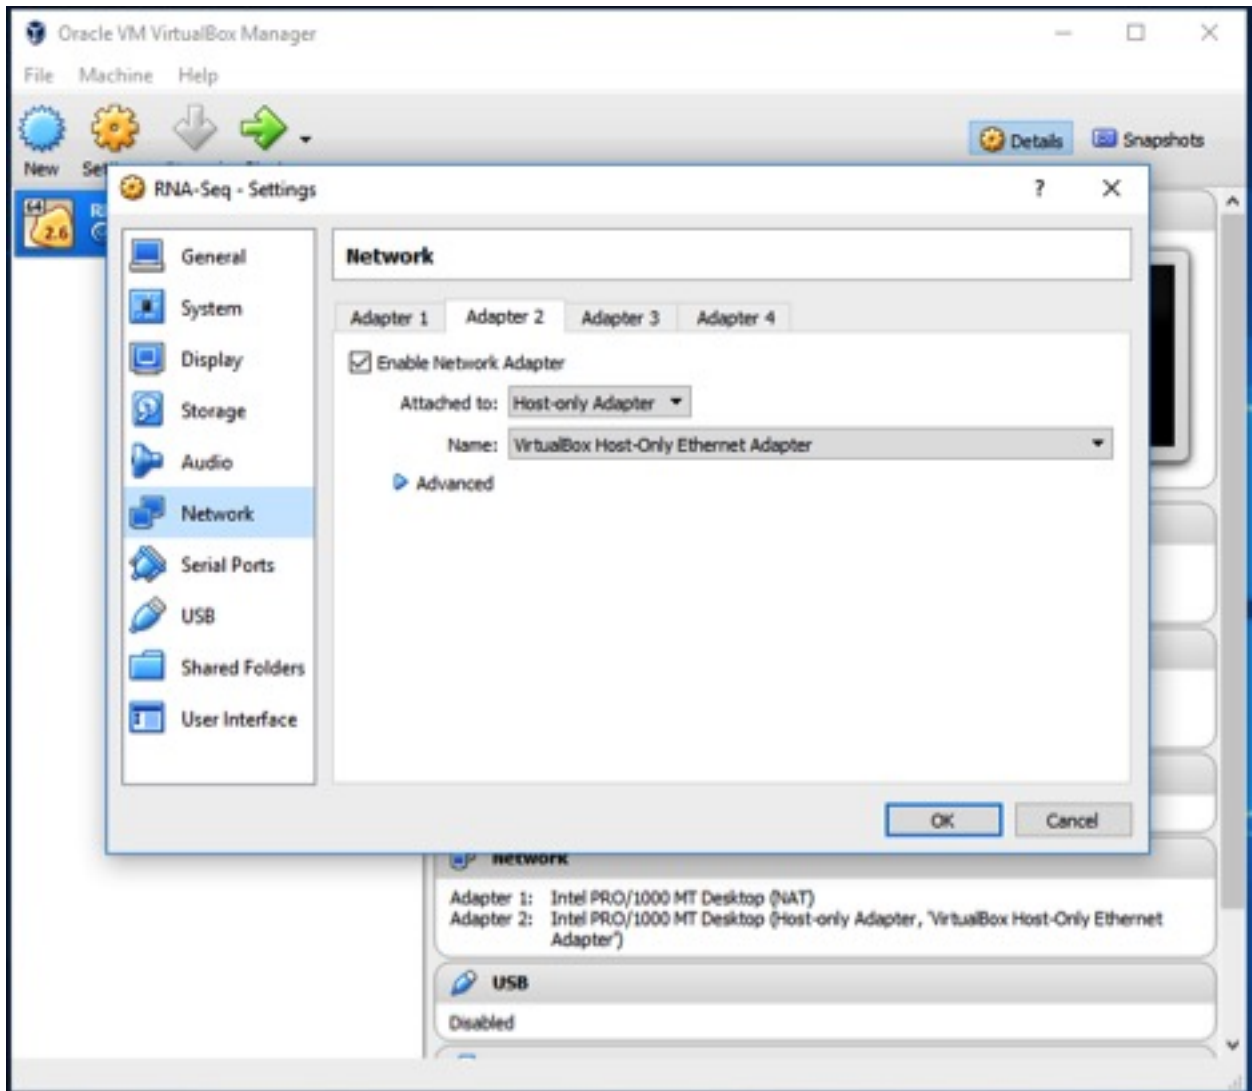 Oracle VM VirtualBox Manager
File Machine Help
Details Snapshots
New
RNA-Seq - Settings ?
64
2.6
General
System
Display
Storage
Audio
Network
Serial Ports
USB
Shared Folders
User Interface
Network
Adapter 1 Adapter 2 Adapter 3 Adapter 4
Enable Network Adapter
Attached to: Host-only Adapter
Name: VirtualBox Host-Only Ethernet Adapter
Advanced
OK Cancel
Network
Adapter 1: Intel PRO/1000 MT Desktop (NAT)
Adapter 2: Intel PRO/1000 MT Desktop (Host-only Adapter, 'VirtualBox Host-Only Ethernet
Adapter')
USB
Disabled